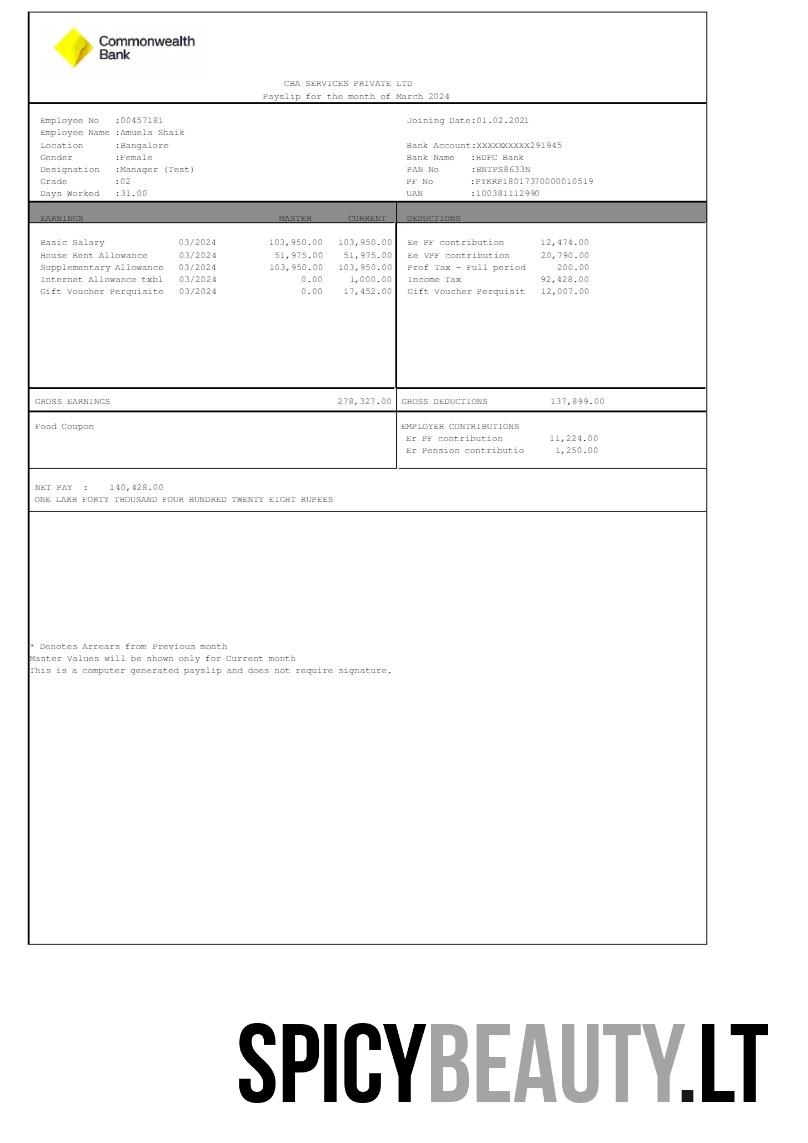 Commonwealth
Bank
CBA SERVICES PRIVATE LTD
Payslip for the month of March 2024
Employee No :00457181 Joining Date:01.02.2021
Employee Name :Amuela Shaik
Location :Bangalore Bank Account:XXXXXXXXXX291945
Gender :Female Bank Name :HDFC Bank
Designation :Manager (Test) PAN No :BNTPS8633N
Grade :02 PF No :PYKRP18017370000010519
Days Worked :31.00 UAN :100381112990
EARNINGS MASTER CURRENT DEDUCTIONS
Basic Salary 03/2024 103,950.00 103,950.00 Ee PF contribution 12,474.00
House Rent Allowance 03/2024 51,975.00 51,975.00 Ee VPF contribution 20,790.00
Supplementary Allowance 03/2024 103,950.00 103,950.00 Prof Tax - Full period 200.00
Internet Allowance txbl 03/2024 0.00 1,000.00 Income Tax 92,428.00
Gift Voucher Perquisite 03/2024 0.00 17,452.00 Gift Voucher Perquisit 12,007.00
GROSS EARNINGS 278,327.00 GROSS DEDUCTIONS 137,899.00
Food Coupon EMPLOYER CONTRIBUTIONS
Er PF contribution 11,224.00
Er Pension contributio 1,250.00
NET PAY : 140,428.00
ONE LAKH FORTY THOUSAND FOUR HUNDRED TWENTY EIGHT RUPEES
* Denotes Arrears from Previous month
Master Values will be shown only for Current month
This is a computer generated payslip and does not require signature.
SPICYBEAUTY.LT